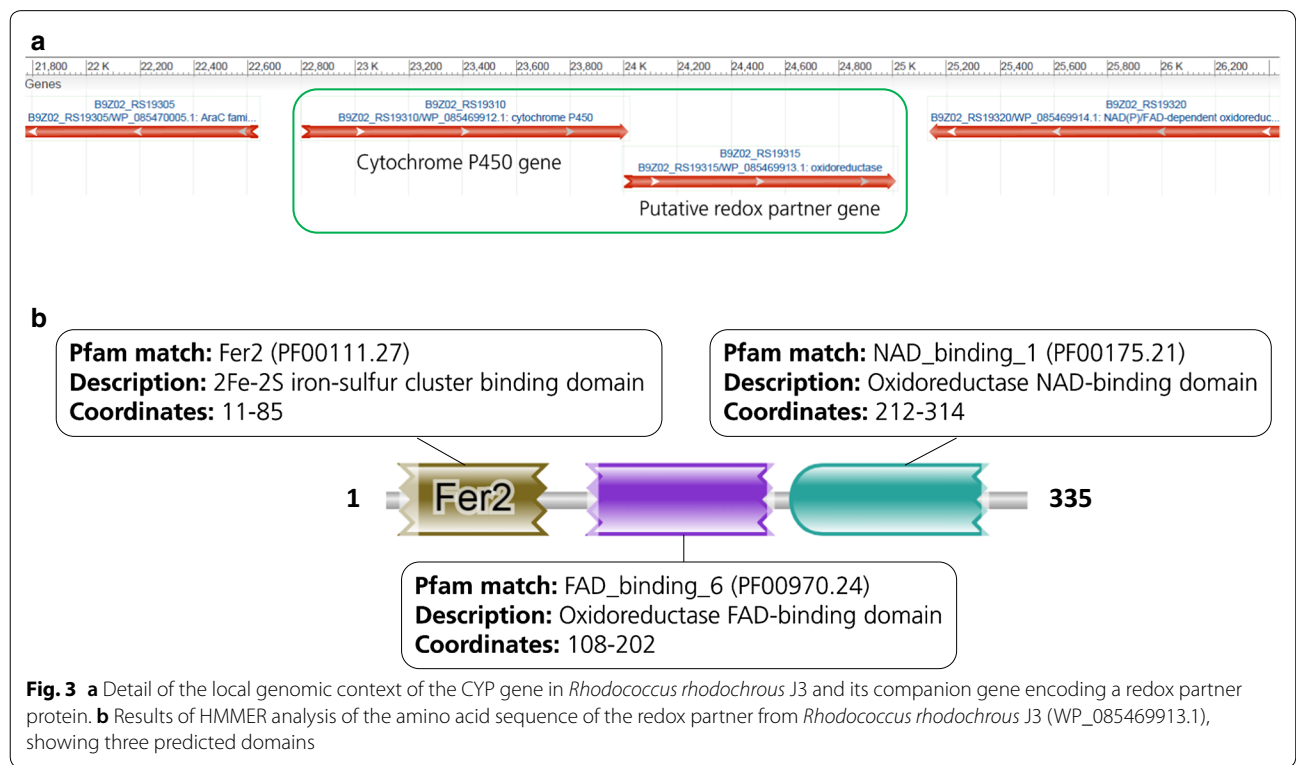 a
21,800 22 K 22,200 22,400 22,600 22,800 23 K 23,200 23,400 23,600 23,800 24 K 24,200 24,400 24,600 24,800 25 K 25,200 25,400 25,600 25,800 26 K 26,200
Genes
B9Z02_RS19305
B9Z02_RS19305/WP_085470005.1: AraC fami...
B9Z02_RS19310
B9Z02_RS19310/WP_085469912.1: cytochrome P450
B9Z02_RS19320
B9Z02_RS19320/WP_085469914.1: NAD(P)/FAD-dependent oxidoreduc...
Cytochrome P450 gene
B9Z02_RS19315
B9Z02_RS19315/WP_085469913.1: oxidoreductase
Putative redox partner gene
b
Pfam match: Fer2 (PF00111.27)
Description: 2Fe-2S iron-sulfur cluster binding domain
Coordinates: 11-85
Pfam match: NAD_binding_1 (PF00175.21)
Description: Oxidoreductase NAD-binding domain
Coordinates: 212-314
1
Fer2
335
Pfam match: FAD_binding_6 (PF00970.24)
Description: Oxidoreductase FAD-binding domain
Coordinates: 108-202
Fig. 3 a Detail of the local genomic context of the CYP gene in Rhodococcus rhodochrous J3 and its companion gene encoding a redox partner
protein. b Results of HMMER analysis of the amino acid sequence of the redox partner from Rhodococcus rhodochrous J3 (WP_085469913.1),
showing three predicted domains